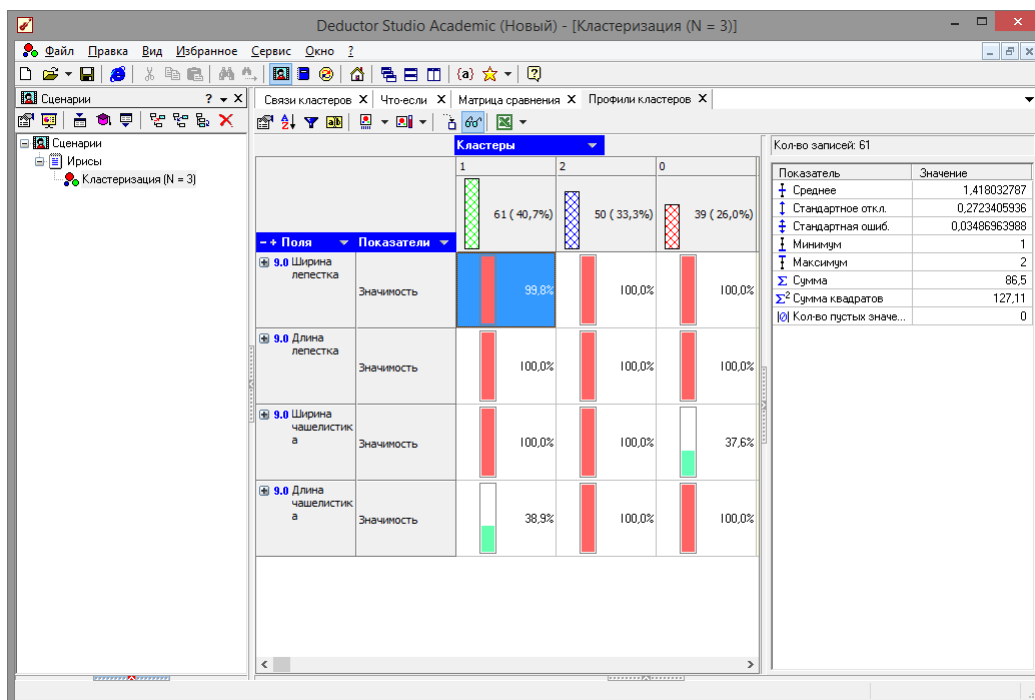 Deductor Studio Academic (Новый) - [Кластеризация (N = 3)]
Файл Правка Вид Избранное Сервис Окно ?
Сценарии ?
Связи кластеров X Что-если X Матрица сравнения X Профили кластеров X
Сценарии
Ирисы
Кластеризация (N = 3)
Кластеры
1 2 0
61 (40,7%) 50 (33,3%) 39 (26,0%)
Поля Показатели
9.0 Ширина лепестка Значимость 99,8% 100,0% 100,0%
9.0 Длина лепестка Значимость 100,0% 100,0% 100,0%
9.0 Ширина чашелистика Значимость 100,0% 100,0% 37,6%
9.0 Длина чашелистика Значимость 38,9% 100,0% 100,0%
Кол-во записей: 61
Показатель Значение
Среднее 1,418032787
Стандартное откл. 0,2723405936
Стандартная ошиб. 0,03486963988
Минимум 1
Максимум 2
Σ Сумма 86,5
Σ² Сумма квадратов 127,11
|0| Кол-во пустых значе... 0